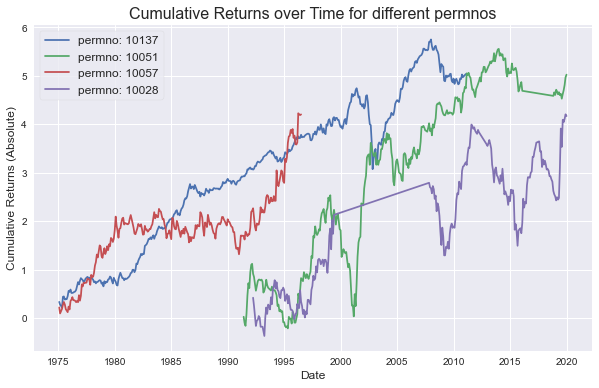 Cumulative Returns over Time for different permnos
permno: 10137
permno: 10051
permno: 10057
permno: 10028
Cumulative Returns (Absolute)
6
5
4
3
2
1
0
1975 1980 1985 1990 1995 2000 2005 2010 2015 2020
Date